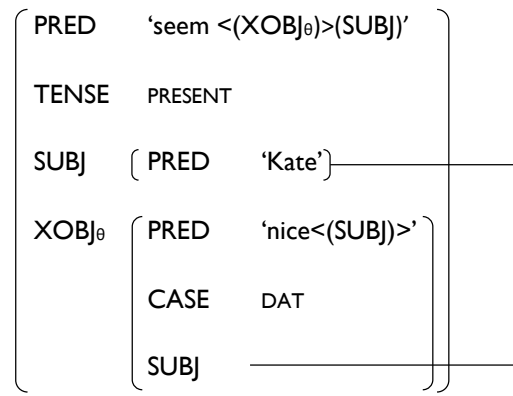 PRED ‘seem <(XOBJθ)>(SUBJ)’
TENSE PRESENT
SUBJ PRED ‘Kate’
XOBJθ PRED ‘nice<(SUBJ)>’
CASE DAT
SUBJ